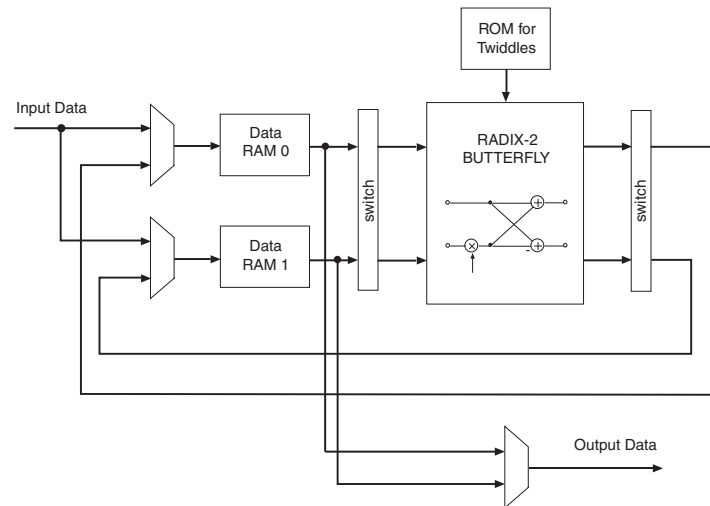 ROM for
Twiddles
Input Data
Data
RAM 0
switch
RADIX-2
BUTTERFLY
switch
Data
RAM 1
-
Output Data